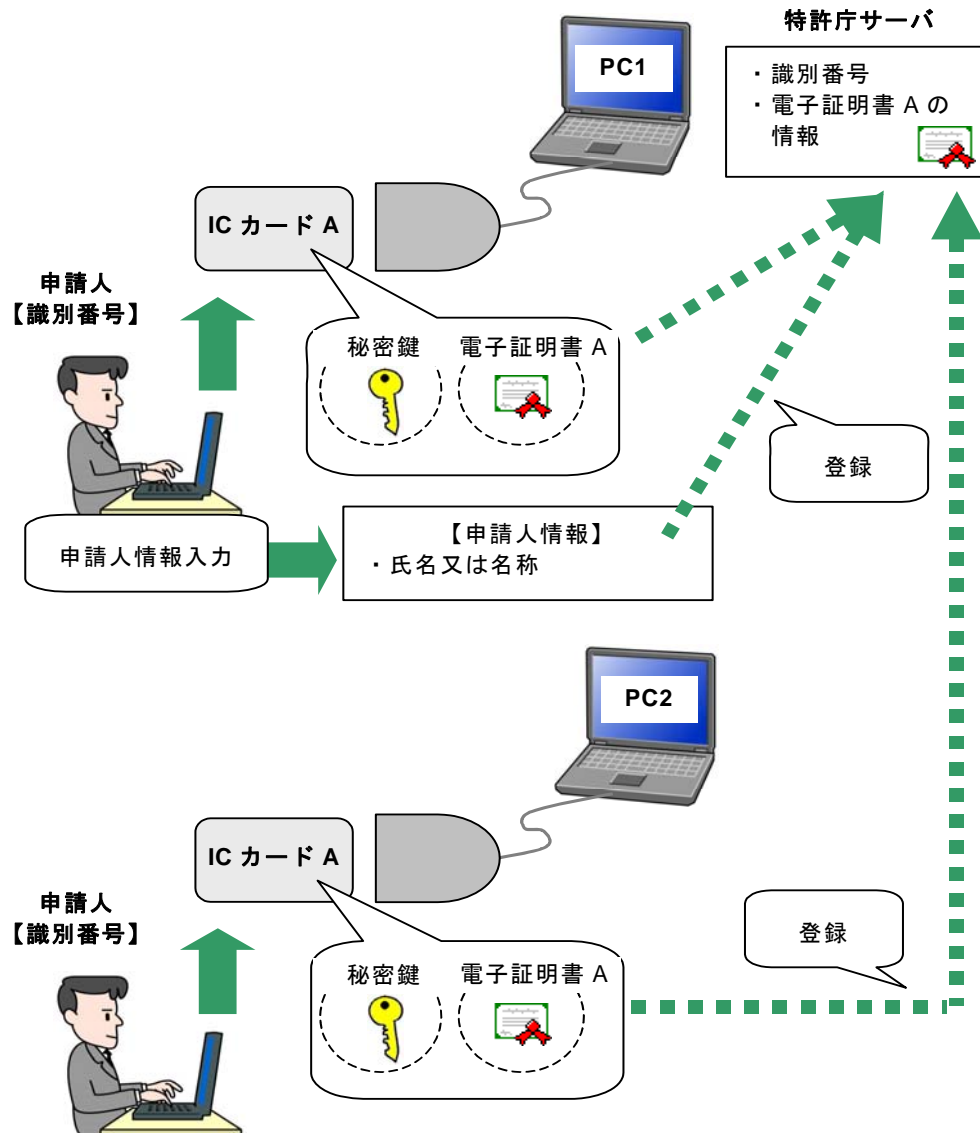 特許庁サーバ
PC1
・識別番号
・電子証明書 A の
情報
IC カード A
申請人
【識別番号】
秘密鍵
電子証明書 A
登録
申請人情報入力
【申請人情報】
・氏名又は名称
PC2
IC カード A
申請人
【識別番号】
秘密鍵
電子証明書 A
登録